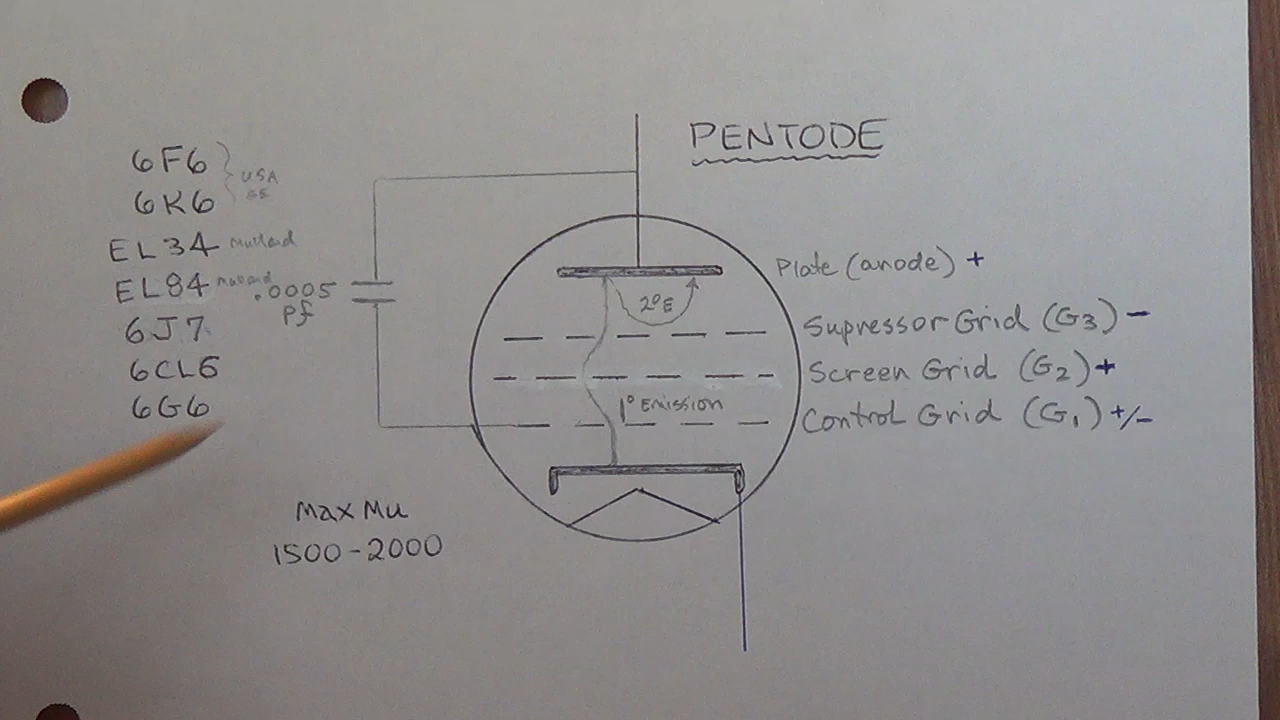 PENTODE
6F6
6K6
USA
GE
EL34 mullard
EL84 mullard
6J7
6CL6
6G6
.0005
Pf
Plate (anode) +
Supressor Grid (G3) -
Screen Grid (G2) +
Control Grid (G1) +/-
2° E
1° Emission
Max Mu
1500-2000